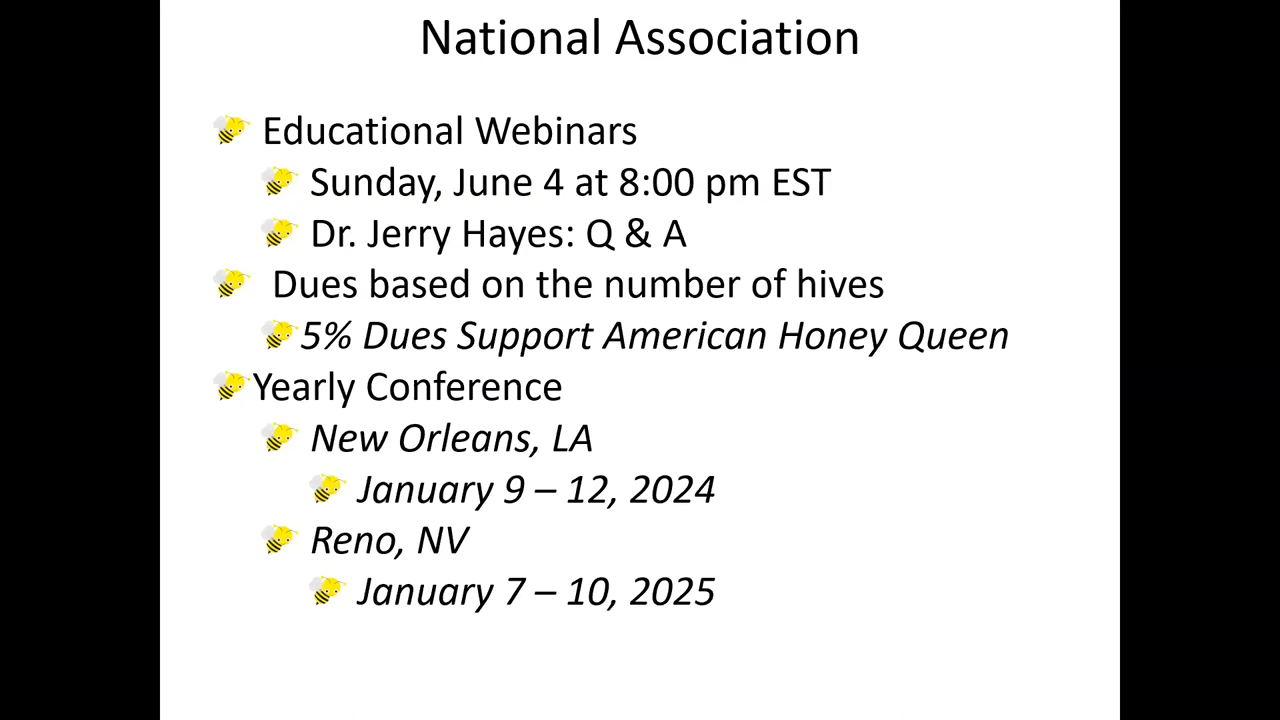 National Association
Educational Webinars
Sunday, June 4 at 8:00 pm EST
Dr. Jerry Hayes: Q & A
Dues based on the number of hives
5% Dues Support American Honey Queen
Yearly Conference
New Orleans, LA
January 9 – 12, 2024
Reno, NV
January 7 – 10, 2025